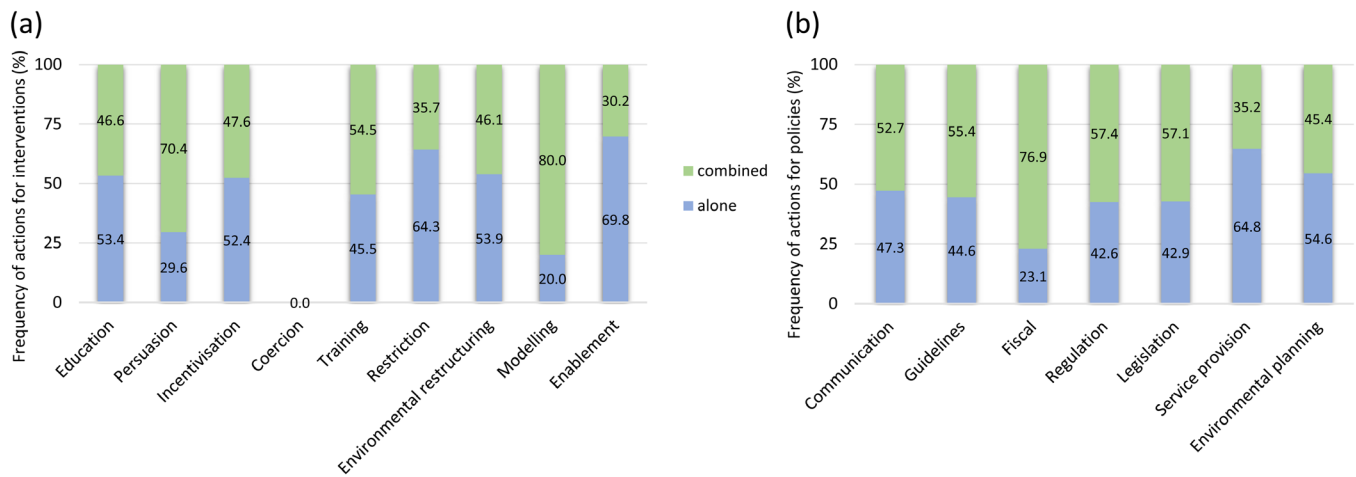 (a)
Frequency of actions for interventions (%)
100
75
50
25
0
46.6
70.4
47.6
54.5
35.7
46.1
80.0
30.2
53.4
29.6
52.4
0.0
45.5
64.3
53.9
20.0
69.8
Education
Persuasion
Incentivisation
Coercion
Training
Restriction
Environmental restructuring
Modelling
Enablement
combined
alone
(b)
Frequency of actions for policies (%)
100
75
50
25
0
52.7
55.4
76.9
57.4
57.1
35.2
45.4
47.3
44.6
23.1
42.6
42.9
64.8
54.6
Communication
Guidelines
Fiscal
Regulation
Legislation
Service provision
Environmental planning